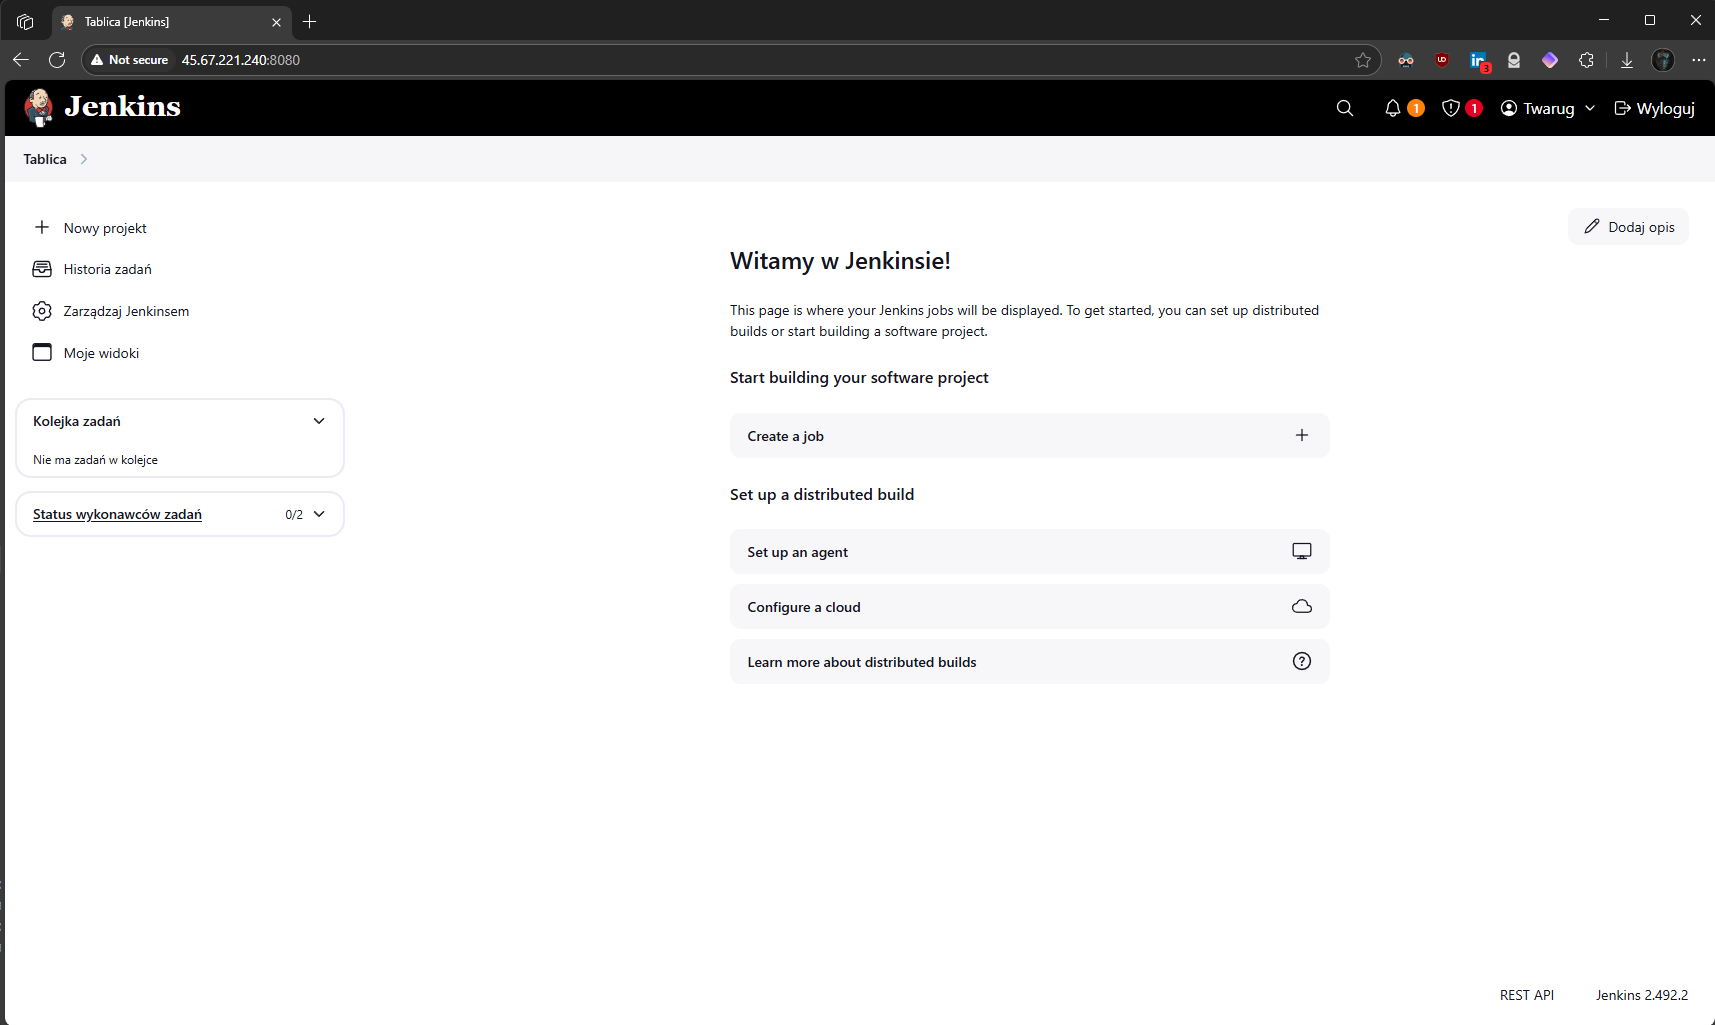 Tablica [Jenkins]
Not secure 45.67.221.240:8080
UD
in
3
Jenkins
1
1
Twarug
Wyloguj
Tablica
Nowy projekt
Historia zadań
Zarządzaj Jenkinsem
Moje widoki
Kolejka zadań
Nie ma zadań w kolejce
Status wykonawców zadań
0/2
Dodaj opis
Witamy w Jenkinsie!
This page is where your Jenkins jobs will be displayed. To get started, you can set up distributed
builds or start building a software project.
Start building your software project
Create a job
Set up a distributed build
Set up an agent
Configure a cloud
Learn more about distributed builds
REST API
Jenkins 2.492.2